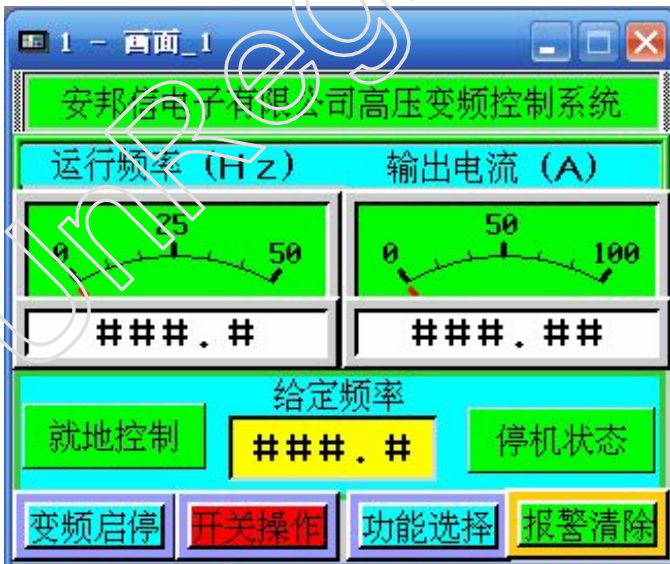 1 - 画面_1
安邦信电子有限公司高压变频控制系统
运行频率 (Hz) 输出电流 (A)
0 25 50 0 50 100
###.# ###.##
给定频率
就地控制 ###.# 停机状态
变频启停 开关操作 功能选择 报警清除